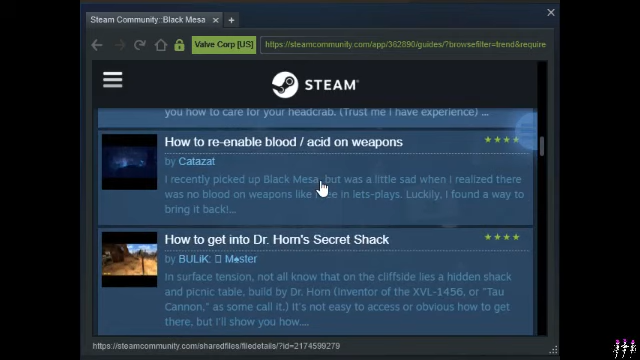 Steam Community::Black Mesa
Valve Corp [US]
https://steamcommunity.com/app/362890/guides/?browsefilter=trend&require
STEAM
you how to care for your headcrab. (Trust me I have experience) ...
How to re-enable blood / acid on weapons
by Catazat
I recently picked up Black Mesa, but was a little sad when I realized there
was no blood on weapons like in lets-plays. Luckily, I found a way to
bring it back!...
How to get into Dr. Horn's Secret Shack
by BULiK: M♠ster
In surface tension, not all know that on the cliffside lies a hidden shack
and picnic table, build by Dr. Horn (Inventor of the XVL-1456, or "Tau
Cannon," as some call it.) It's not easy to access or obvious how to get
there, but I'll show you how....
https://steamcommunity.com/sharedfiles/filedetails/?id=2174599279